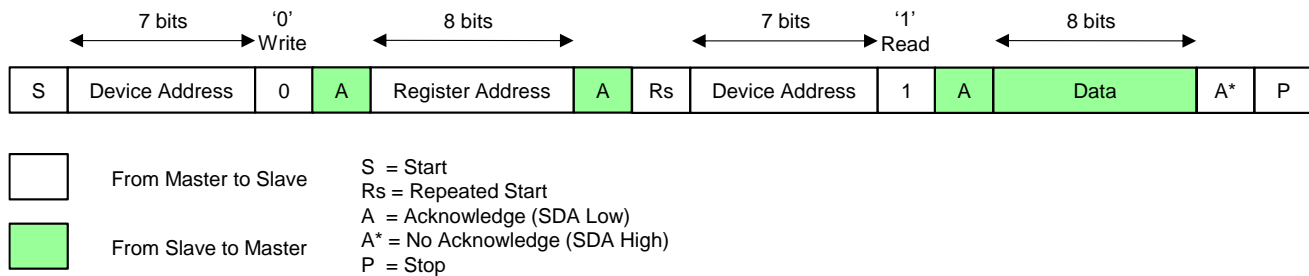 7 bits ‘0’ Write 8 bits 7 bits ‘1’ Read 8 bits
S Device Address 0 A Register Address A Rs Device Address 1 A Data A* P
From Master to Slave
From Slave to Master
S = Start
Rs = Repeated Start
A = Acknowledge (SDA Low)
A* = No Acknowledge (SDA High)
P = Stop